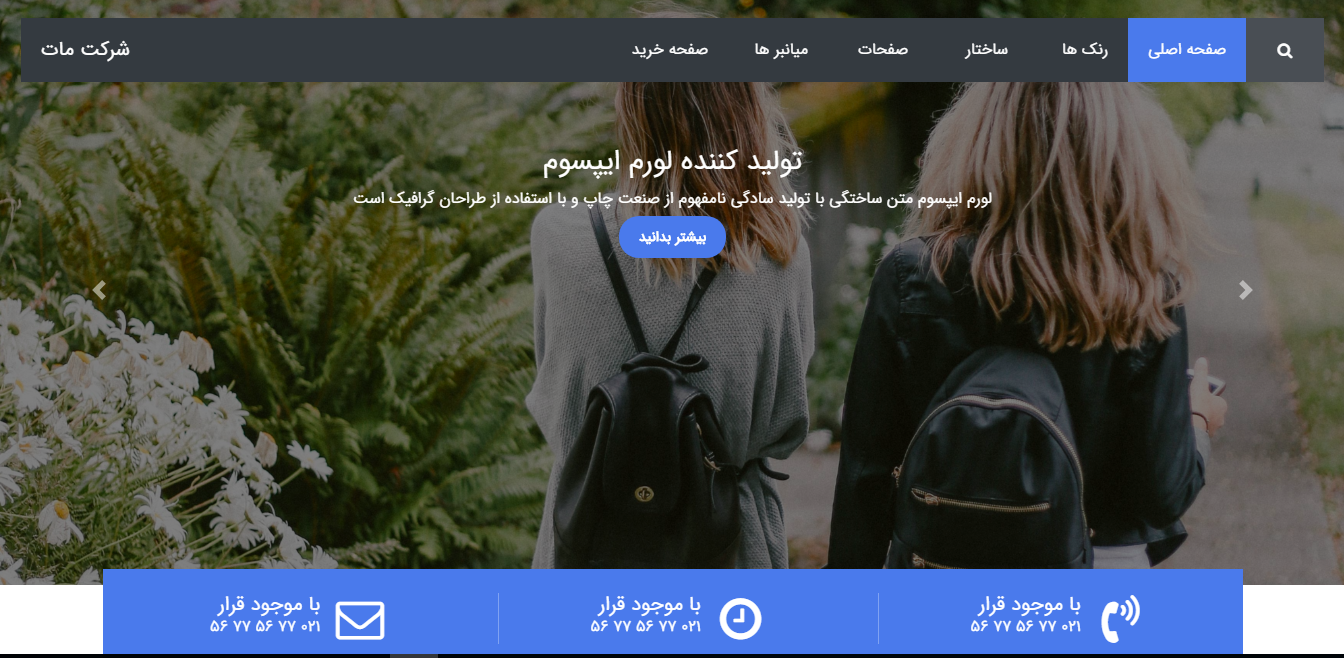 صفحه اصلی
رنک ها
ساختار
صفحات
میانبر ها
صفحه خرید
شرکت مات
تولید کننده لورم ایپسوم
لورم ایپسوم متن ساختگی با تولید سادگی نامفهوم از صنعت چاپ و با استفاده از طراحان گرافیک است
بیشتر بدانید
با موجود قرار
۰۲۱ ۷۷ ۵۶ ۷۷ ۵۶
با موجود قرار
۰۲۱ ۷۷ ۵۶ ۷۷ ۵۶
با موجود قرار
۰۲۱ ۷۷ ۵۶ ۷۷ ۵۶